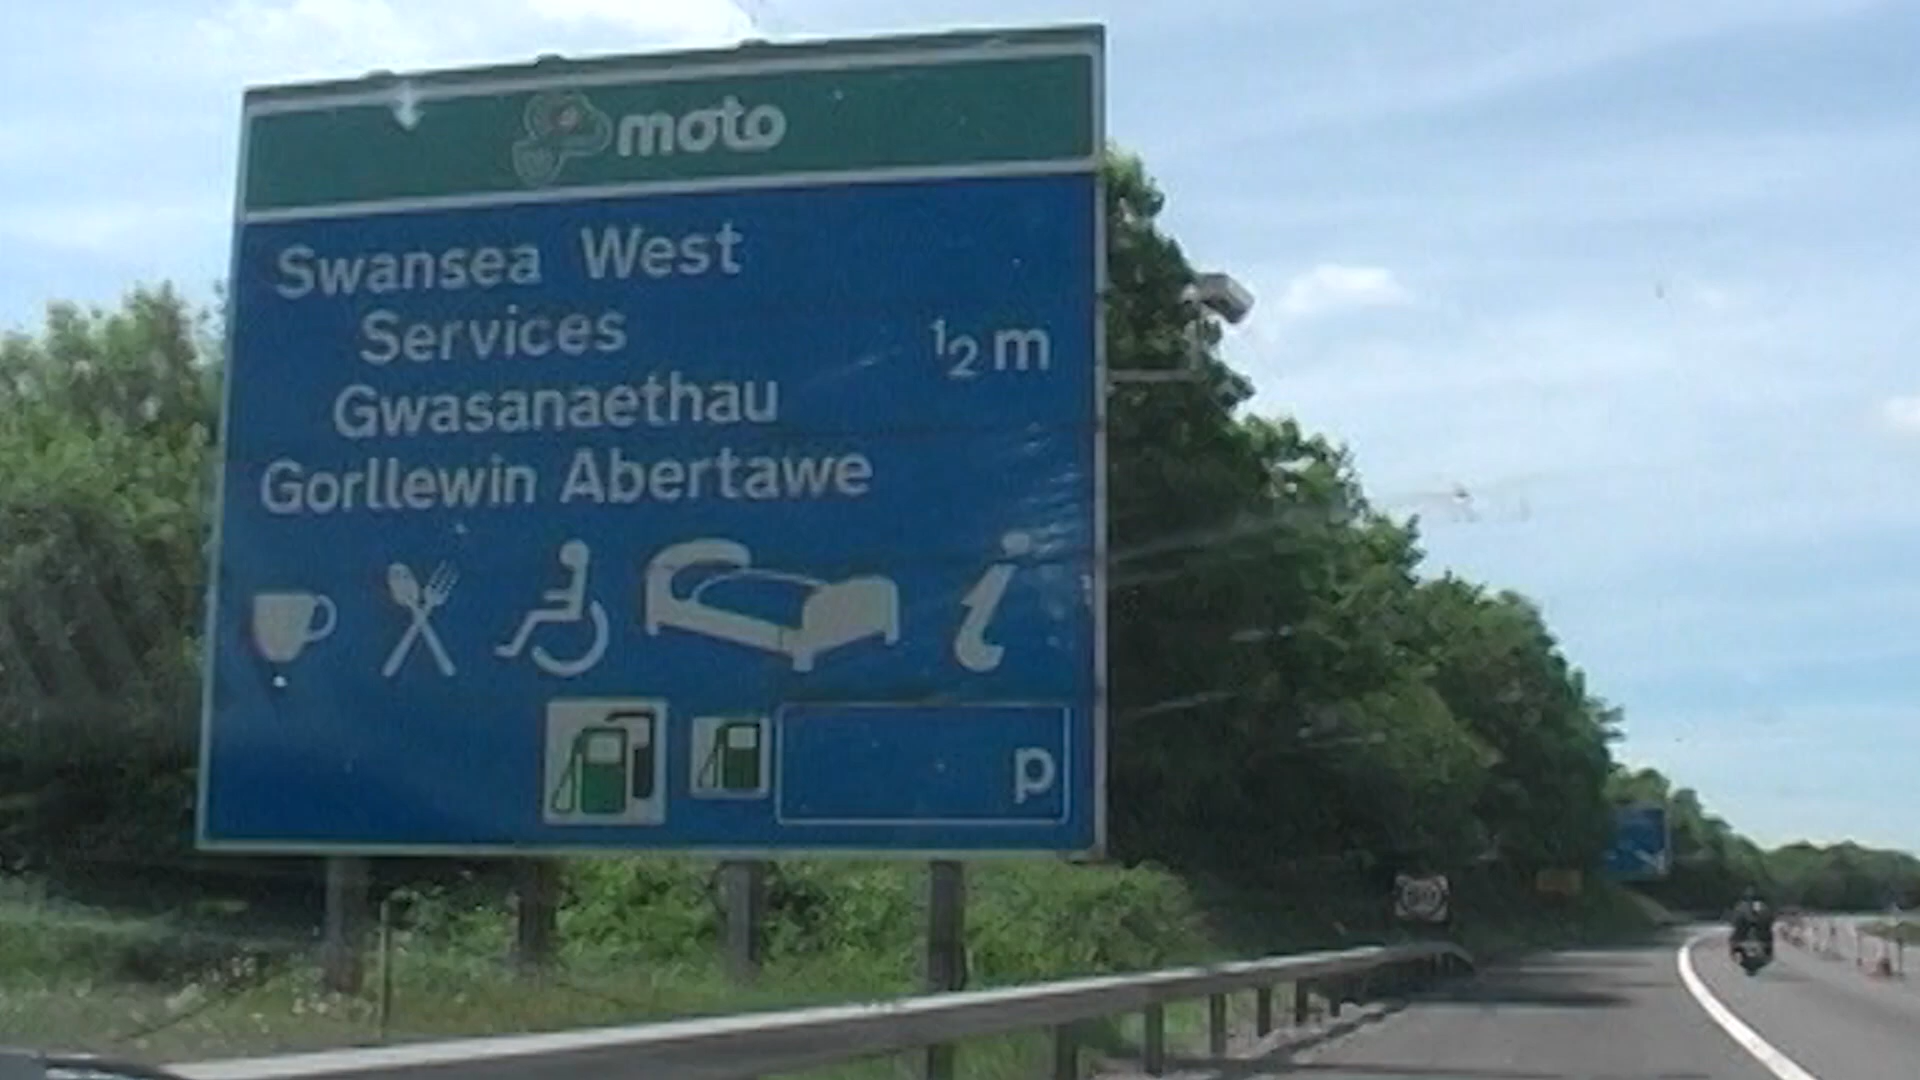 moto
Swansea West
Services
½ m
Gwasanaethau
Gorllewin Abertawe
i
p